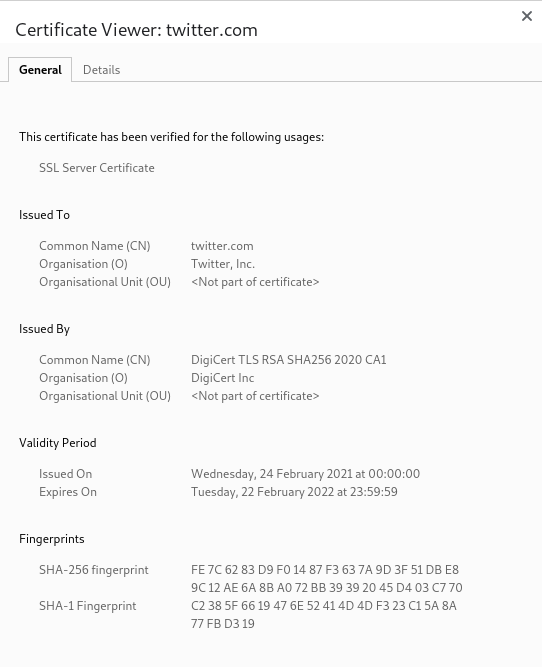 Certificate Viewer: twitter.com
General Details
This certificate has been verified for the following usages:
SSL Server Certificate
Issued To
Common Name (CN) twitter.com
Organisation (O) Twitter, Inc.
Organisational Unit (OU) <Not part of certificate>
Issued By
Common Name (CN) DigiCert TLS RSA SHA256 2020 CA1
Organisation (O) DigiCert Inc
Organisational Unit (OU) <Not part of certificate>
Validity Period
Issued On Wednesday, 24 February 2021 at 00:00:00
Expires On Tuesday, 22 February 2022 at 23:59:59
Fingerprints
SHA-256 fingerprint FE 7C 62 83 D9 F0 14 87 F3 63 7A 9D 3F 51 DB E8
9C 12 AE 6A 8B A0 72 BB 39 39 20 45 D4 03 C7 70
SHA-1 Fingerprint C2 38 5F 66 19 47 6E 52 41 4D 4D F3 23 C1 5A 8A
77 FB D3 19